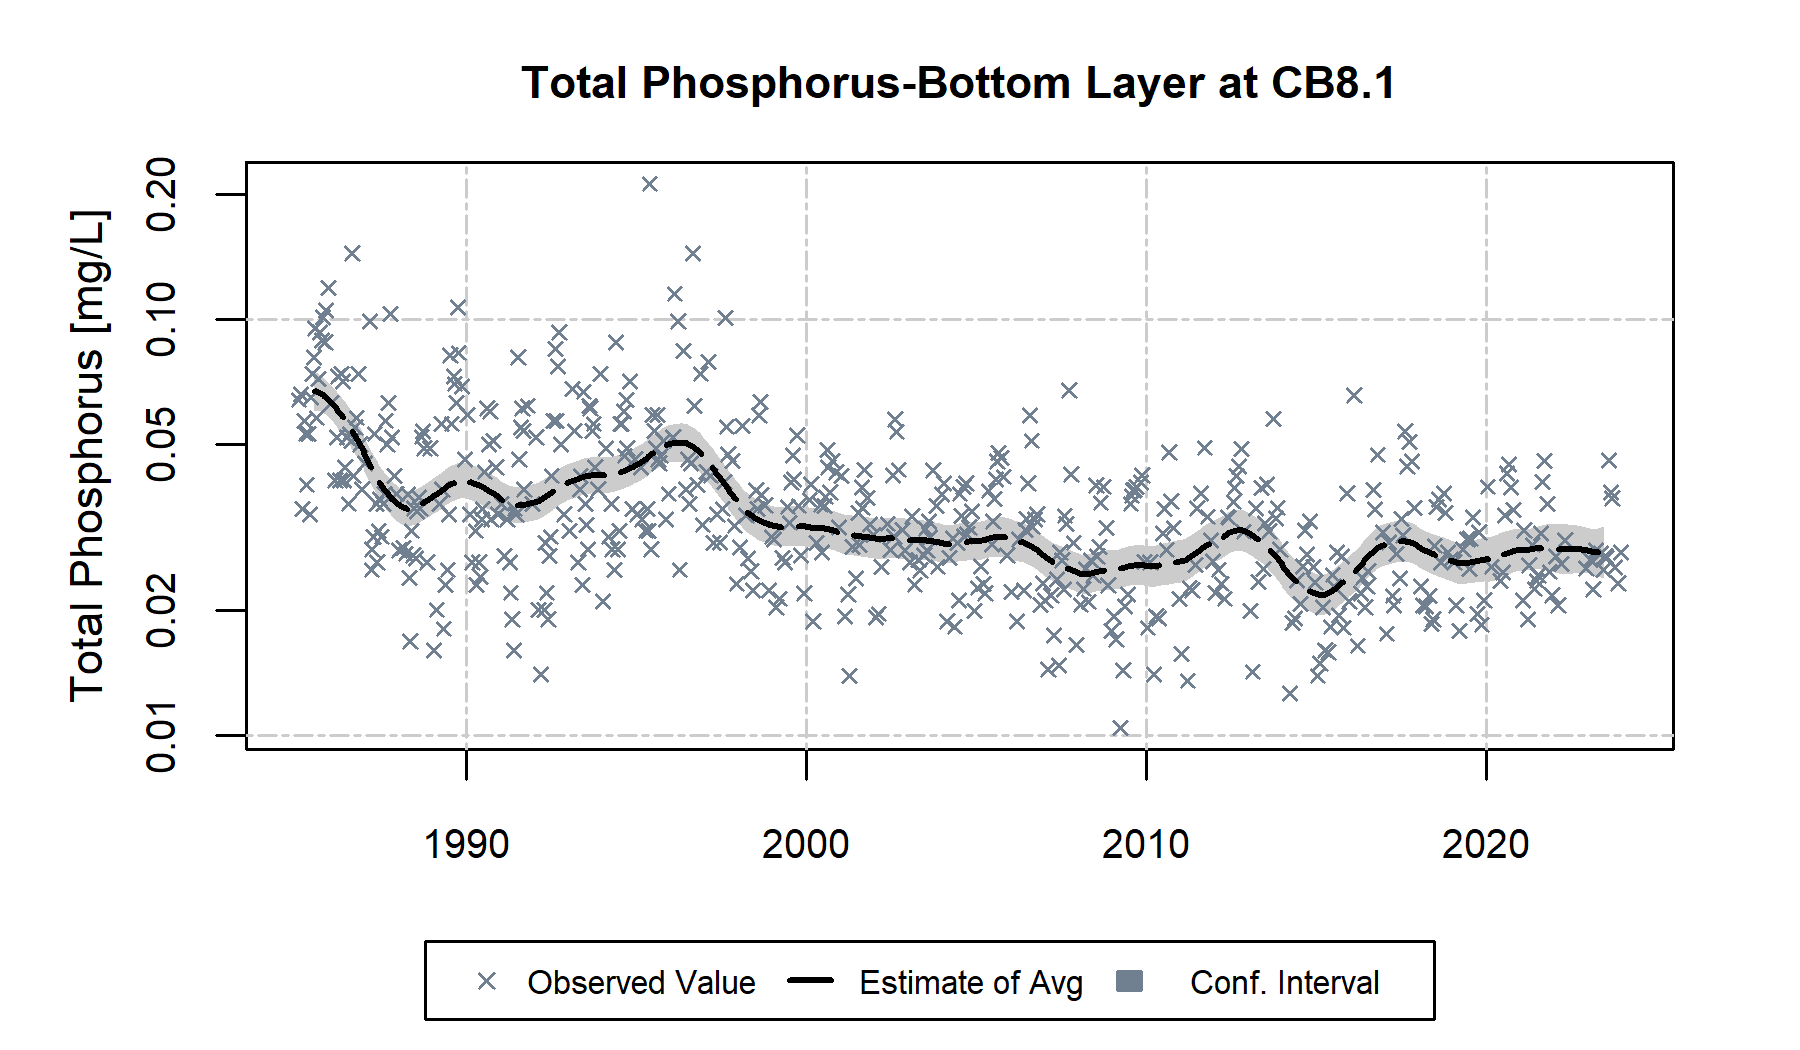 Total Phosphorus-Bottom Layer at CB8.1
Total Phosphorus [mg/L]
0.20
0.10
0.05
0.02
0.01
1990 2000 2010 2020
Observed Value Estimate of Avg Conf. Interval